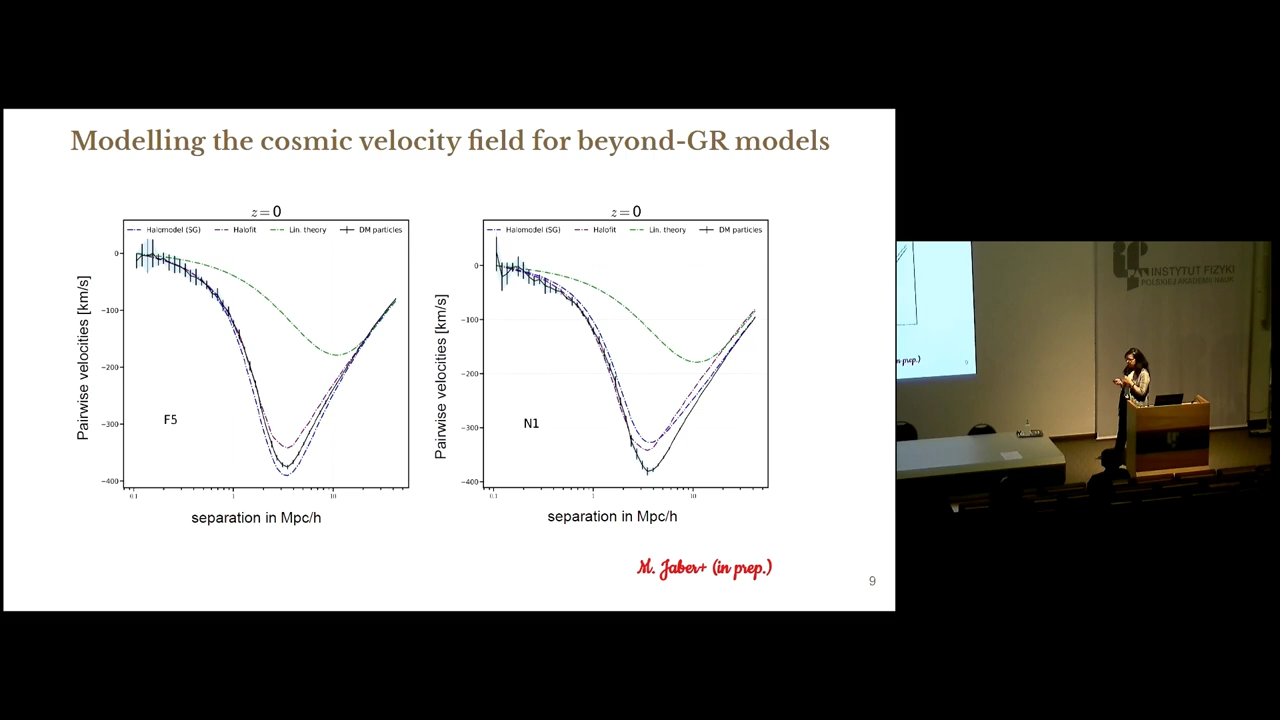 Modelling the cosmic velocity field for beyond-GR models
z = 0
Halomodel (SG) Halofit Lin. theory DM particles
0
−100
−200
−300
−400
Pairwise velocities [km/s]
F5
0.1 1 10
separation in Mpc/h
z = 0
Halomodel (SG) Halofit Lin. theory DM particles
0
−100
−200
−300
−400
Pairwise velocities [km/s]
N1
0.1 1 10
separation in Mpc/h
M. Jaber+ (in prep.)
9
INSTYTUT FIZYKI
POLSKIEJ AKADEMII NAUK
n prep.)
9